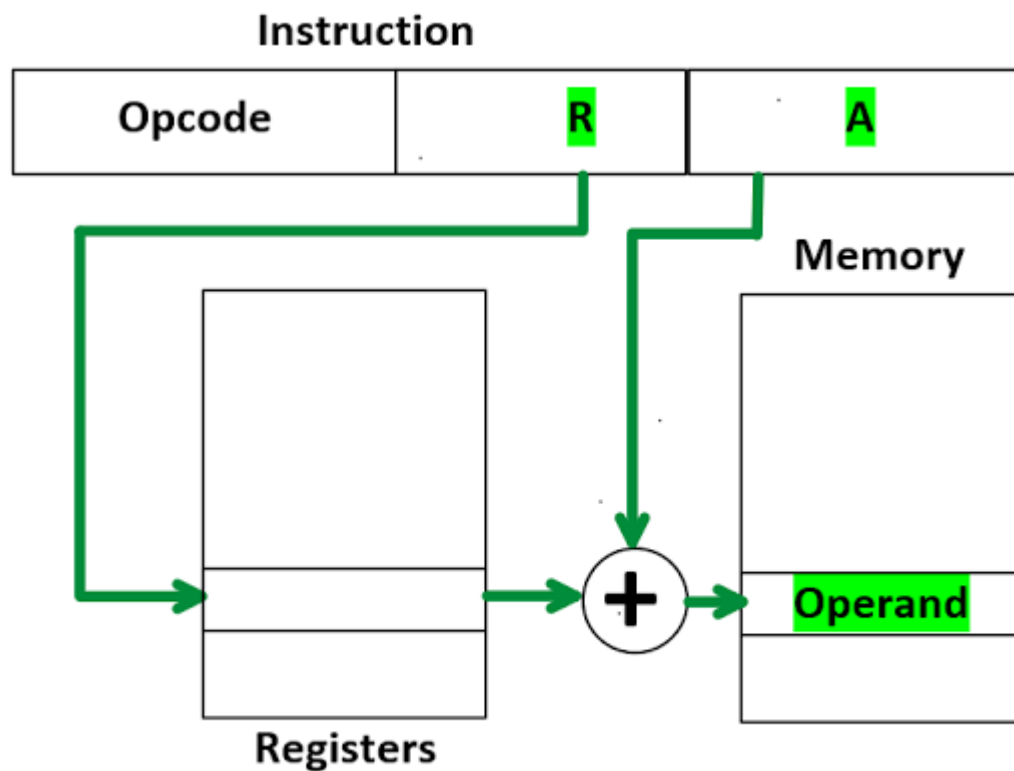 Instruction
Opcode R A
Memory
+
Operand
Registers